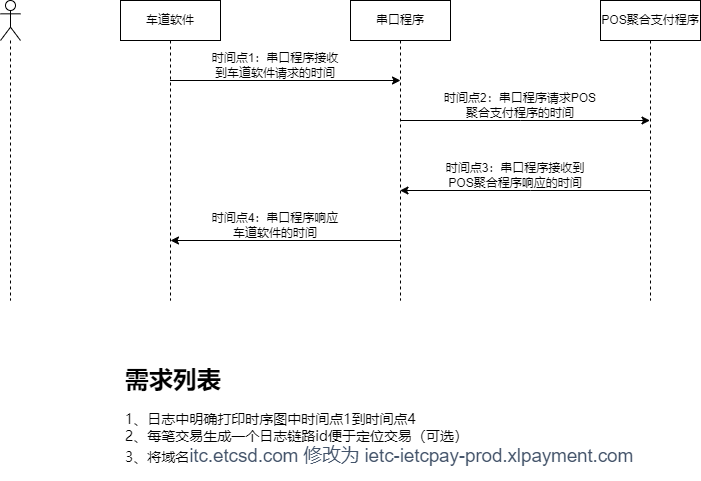 车道软件
串口程序
POS聚合支付程序
时间点1：串口程序接收
到车道软件请求的时间
时间点2：串口程序请求POS
聚合支付程序的时间
时间点3：串口程序接收到
POS聚合程序响应的时间
时间点4：串口程序响应
车道软件的时间
需求列表
1、日志中明确打印时序图中时间点1到时间点4
2、每笔交易生成一个日志链路id便于定位交易（可选）
3、将域名itc.etcsd.com 修改为 ietc-ietcpay-prod.xlpayment.com